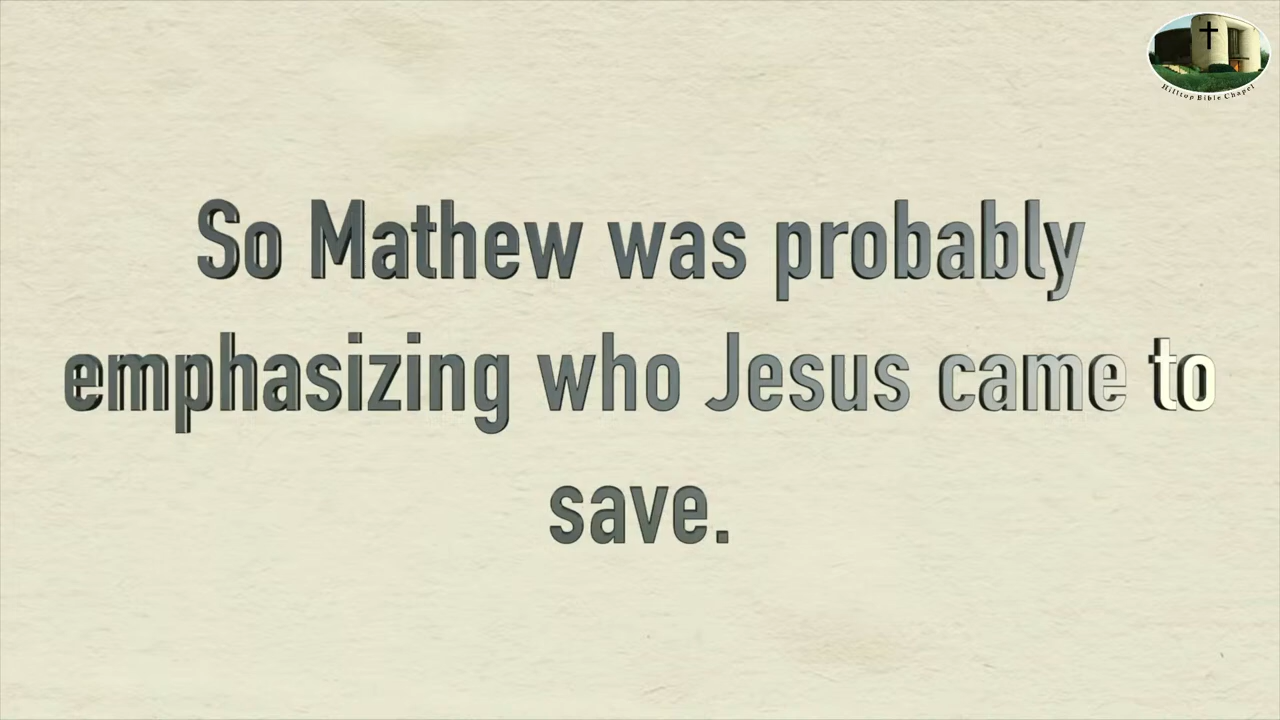 Hilltop Bible Chapel
So Mathew was probably
emphasizing who Jesus came to
save.